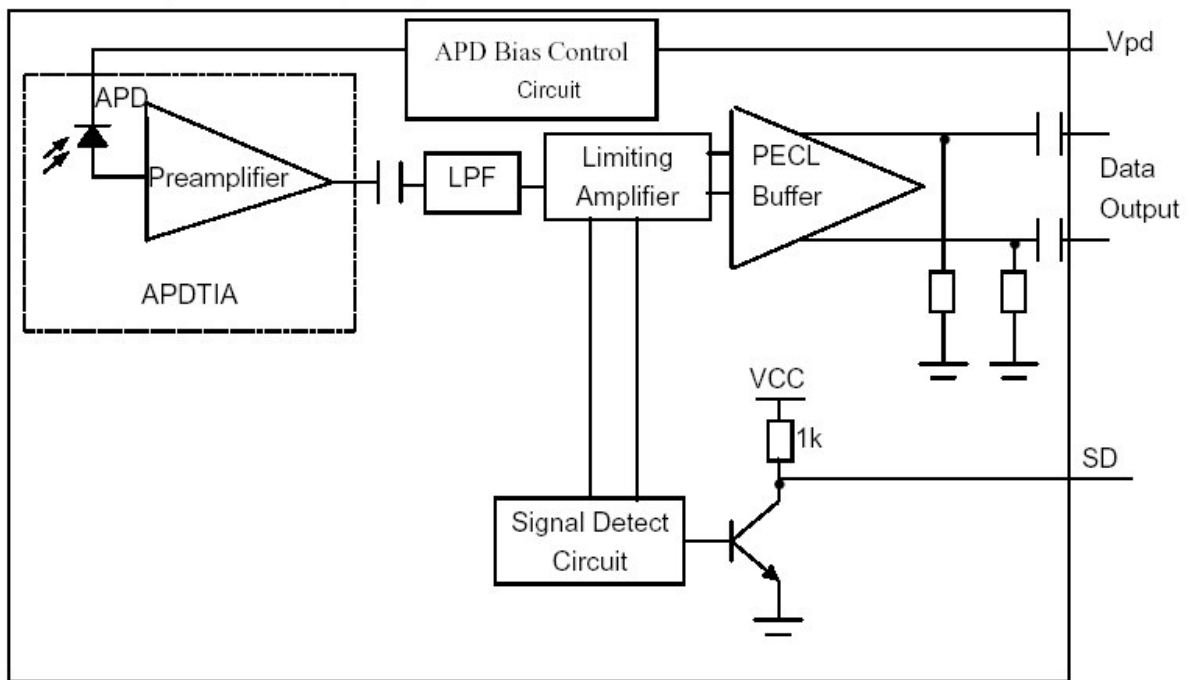 APD Bias Control
Circuit
Vpd
APD
Preamplifier
APDTIA
LPF
Limiting
Amplifier
PECL
Buffer
Data
Output
VCC
1k
SD
Signal Detect
Circuit